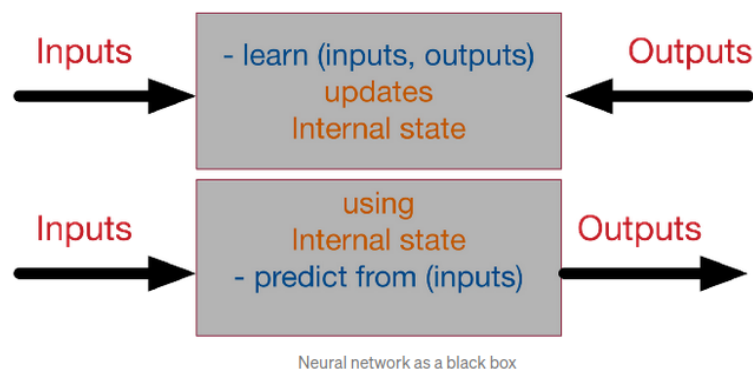 Inputs
- learn (inputs, outputs)
updates
Internal state
Outputs
Inputs
using
Internal state
- predict from (inputs)
Outputs
Neural network as a black box